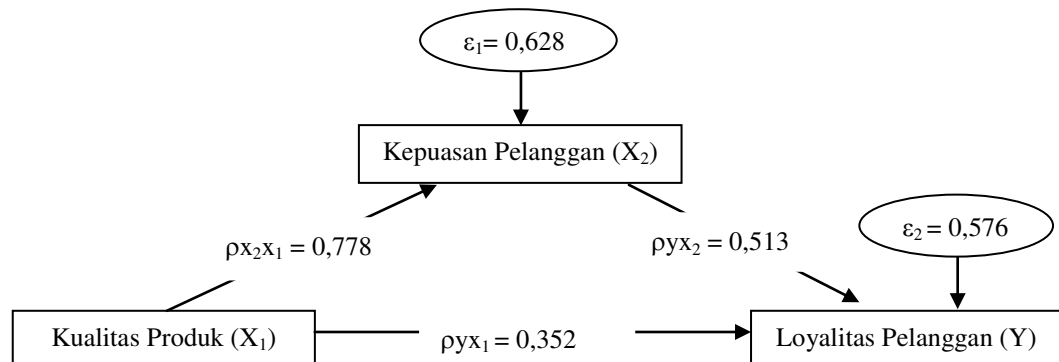 ε₁= 0,628
Kepuasan Pelanggan (X₂)
ε₂ = 0,576
ρx₂x₁ = 0,778
ρyx₂ = 0,513
Kualitas Produk (X₁)
ρyx₁ = 0,352
Loyalitas Pelanggan (Y)